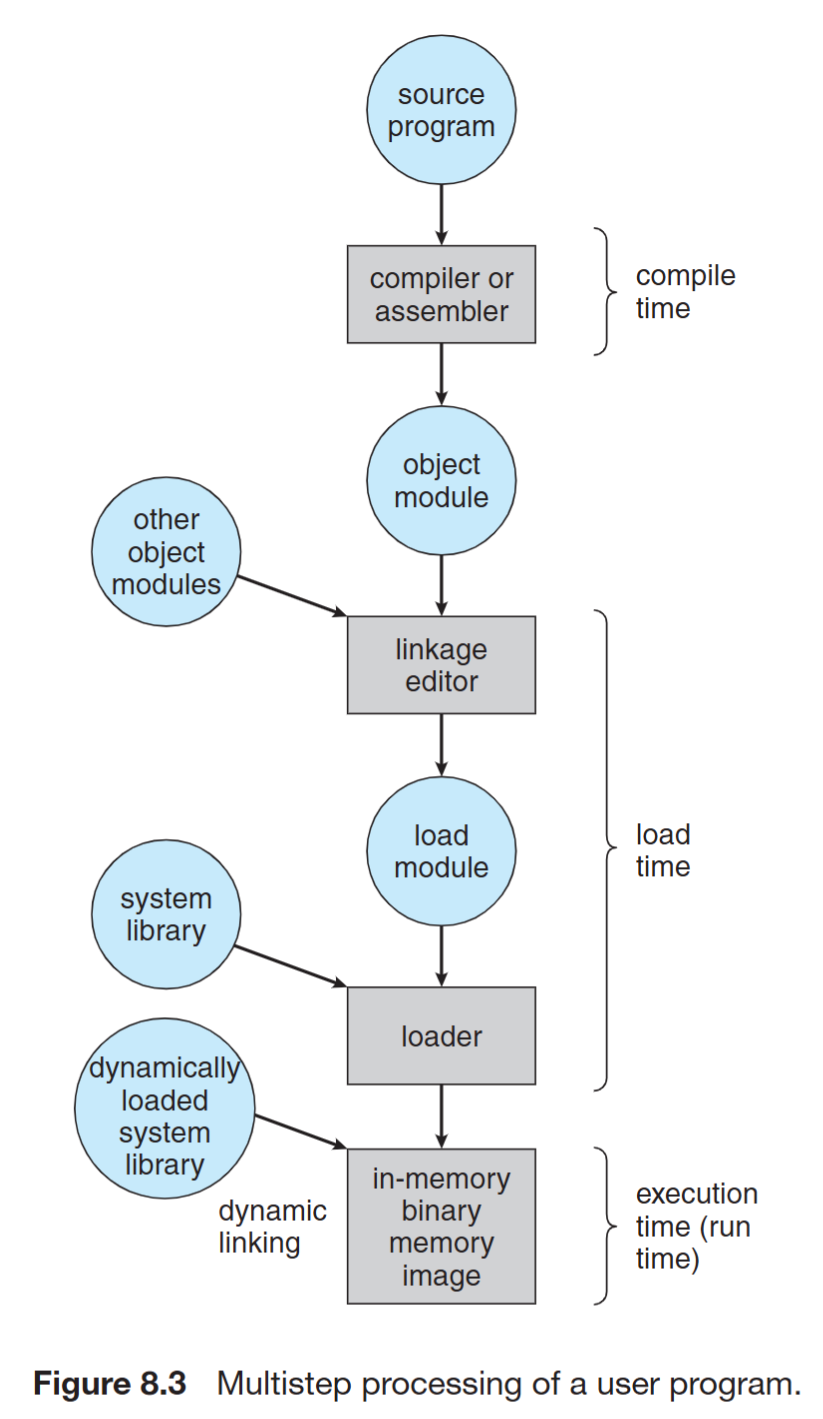 source
program
compiler or
assembler
compile
time
object
module
other
object
modules
linkage
editor
load
module
load
time
system
library
loader
dynamically
loaded
system
library
dynamic
linking
in-memory
binary
memory
image
execution
time (run
time)
Figure 8.3 Multistep processing of a user program.